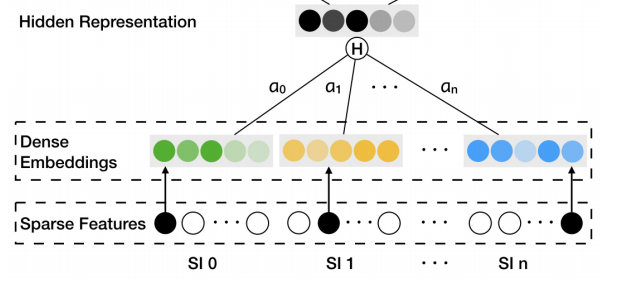 Hidden Representation
H
a0 a1 ··· an
Dense
Embeddings
···
Sparse Features ··· ··· ··· ···
SI 0 SI 1 ··· SI n